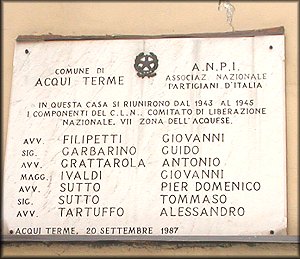 COMUNE DI
ACQUI TERME
A.N.P.I.
ASSOCIAZ NAZIONALE
PARTIGIANI D'ITALIA
IN QUESTA CASA SI RIUNIRONO DAL 1943 AL 1945
I COMPONENTI DEL C.L.N., COMITATO DI LIBERAZIONE
NAZIONALE, VII ZONA DELL'ACQUESE.
AVV. FILIPETTI GIOVANNI
SIG. GARBARINO GUIDO
AVV. GRATTAROLA ANTONIO
MAGG. IVALDI GIOVANNI
AVV. SUTTO PIER DOMENICO
SIG. SUTTO TOMMASO
AVV. TARTUFFO ALESSANDRO
ACQUI TERME, 20 SETTEMBRE 1987